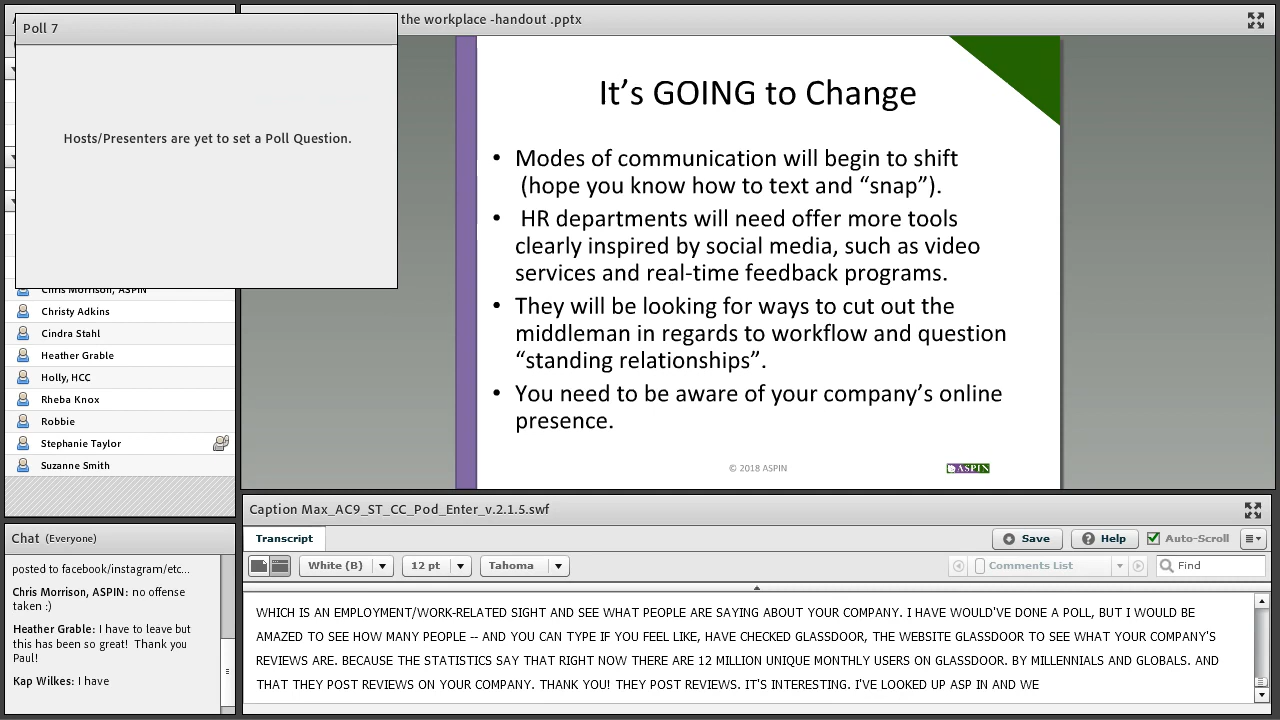 Poll 7
the workplace -handout .pptx
Hosts/Presenters are yet to set a Poll Question.
Chris Morrison, ASPIN
Christy Adkins
Cindra Stahl
Heather Grable
Holly, HCC
Rheba Knox
Robbie
Stephanie Taylor
Suzanne Smith
It's GOING to Change
• Modes of communication will begin to shift
(hope you know how to text and “snap”).
• HR departments will need offer more tools
clearly inspired by social media, such as video
services and real-time feedback programs.
• They will be looking for ways to cut out the
middleman in regards to workflow and question
“standing relationships”.
• You need to be aware of your company’s online
presence.
© 2018 ASPIN
ASPIN
Chat (Everyone)
posted to facebook/instagram/etc...
Chris Morrison, ASPIN: no offense
taken :)
Heather Grable: I have to leave but
this has been so great! Thank you
Paul!
Kap Wilkes: I have
Caption Max_AC9_ST_CC_Pod_Enter_v.2.1.5.swf
Transcript
Save
Help
Auto-Scroll
White (B)
12 pt
Tahoma
Comments List
Find
WHICH IS AN EMPLOYMENT/WORK-RELATED SIGHT AND SEE WHAT PEOPLE ARE SAYING ABOUT YOUR COMPANY. I HAVE WOULD'VE DONE A POLL, BUT I WOULD BE
AMAZED TO SEE HOW MANY PEOPLE -- AND YOU CAN TYPE IF YOU FEEL LIKE, HAVE CHECKED GLASSDOOR, THE WEBSITE GLASSDOOR TO SEE WHAT YOUR COMPANY'S
REVIEWS ARE. BECAUSE THE STATISTICS SAY THAT RIGHT NOW THERE ARE 12 MILLION UNIQUE MONTHLY USERS ON GLASSDOOR. BY MILLENNIALS AND GLOBALS. AND
THAT THEY POST REVIEWS ON YOUR COMPANY. THANK YOU! THEY POST REVIEWS. IT'S INTERESTING. I'VE LOOKED UP ASP IN AND WE